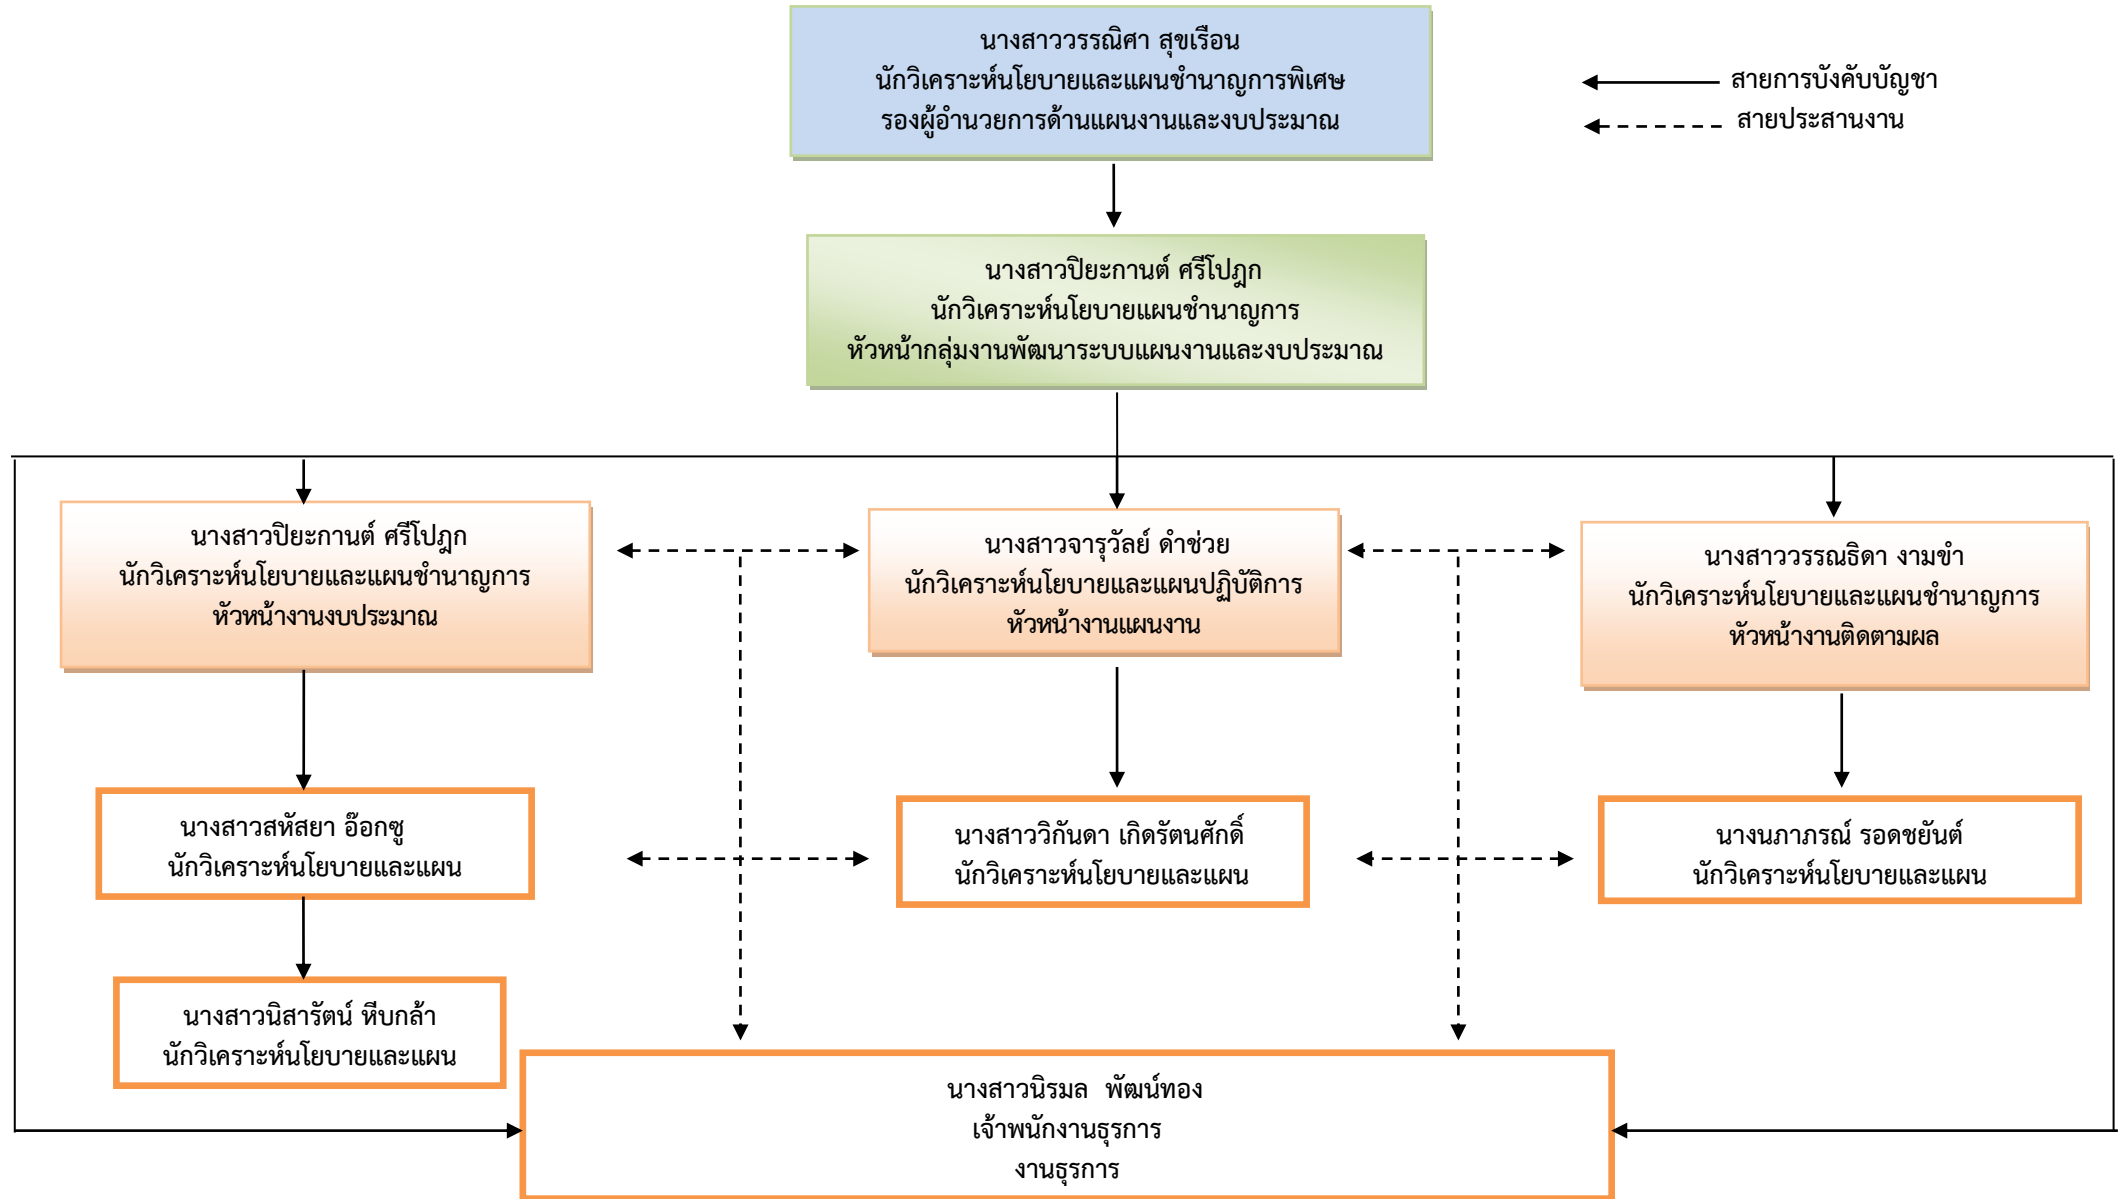 นางสาววรรณิศา สุขเรือน
นักวิเคราะห์นโยบายและแผนชำนาญการพิเศษ
รองผู้อำนวยการด้านแผนงานและงบประมาณ
สายการบังคับบัญชา
สายประสานงาน
นางสาวปิยะกานต์ ศรีโปฎก
นักวิเคราะห์นโยบายแผนชำนาญการ
หัวหน้ากลุ่มงานพัฒนาระบบแผนงานและงบประมาณ
นางสาวปิยะกานต์ ศรีโปฎก
นักวิเคราะห์นโยบายและแผนชำนาญการ
หัวหน้างานงบประมาณ
นางสาวจารุวัลย์ ดำช่วย
นักวิเคราะห์นโยบายและแผนปฏิบัติการ
หัวหน้างานแผนงาน
นางสาววรรณธิดา งามขำ
นักวิเคราะห์นโยบายและแผนชำนาญการ
หัวหน้างานติดตามผล
นางสาวสหัสยา อ๊อกซู
นักวิเคราะห์นโยบายและแผน
นางสาววิกันดา เกิดรัตนศักดิ์
นักวิเคราะห์นโยบายและแผน
นางนภาภรณ์ รอดชยันต์
นักวิเคราะห์นโยบายและแผน
นางสาวนิสารัตน์ หีบกล้า
นักวิเคราะห์นโยบายและแผน
นางสาวนิรมล พัฒน์ทอง
เจ้าพนักงานธุรการ
งานธุรการ